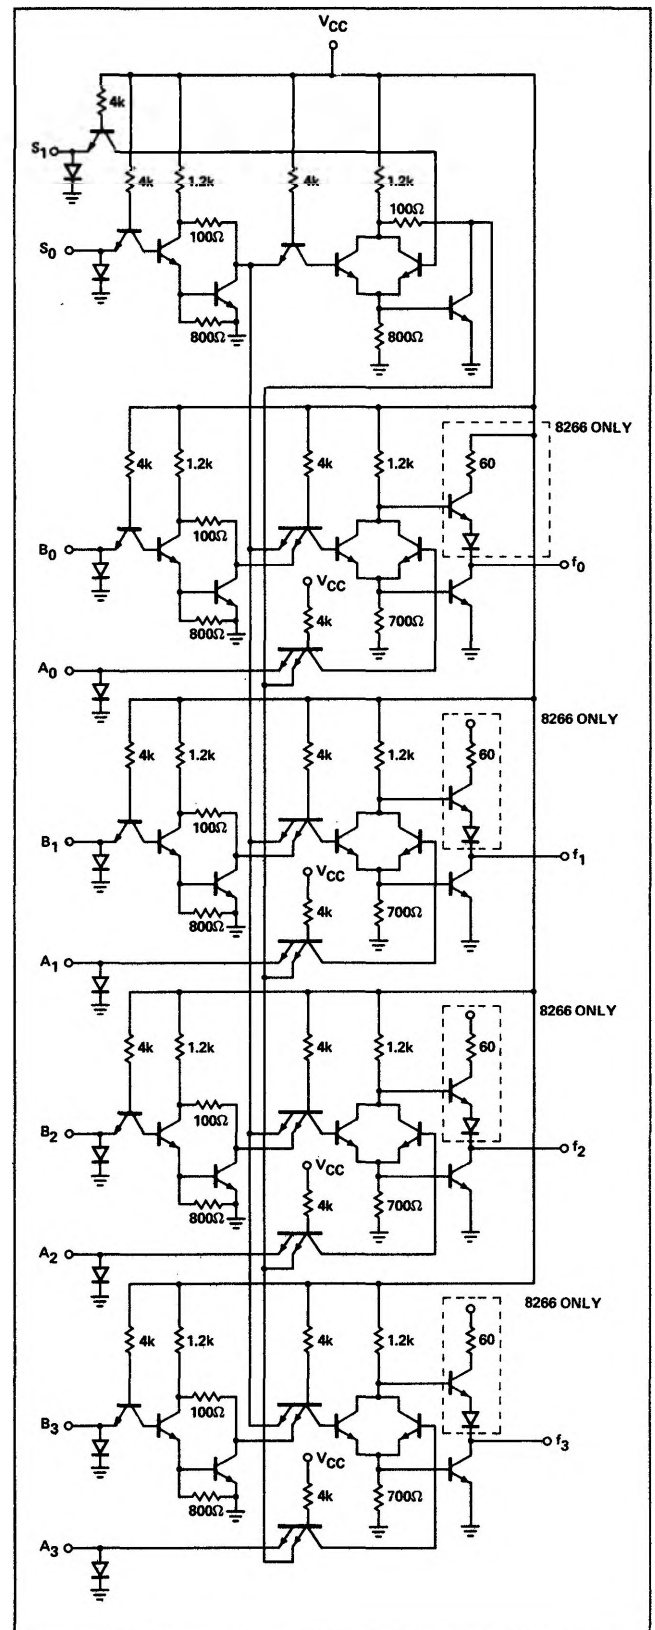 VCC
4k
S1
4k
1.2k
4k
1.2k
100Ω
100Ω
S0
800Ω
800Ω
8266 ONLY
4k
1.2k
4k
1.2k
60
100Ω
B0
f0
VCC
800Ω
4k
700Ω
A0
8266 ONLY
4k
1.2k
4k
1.2k
60
100Ω
B1
f1
VCC
800Ω
4k
700Ω
A1
8266 ONLY
4k
1.2k
4k
1.2k
60
100Ω
B2
f2
VCC
800Ω
4k
700Ω
A2
8266 ONLY
4k
1.2k
4k
1.2k
60
100Ω
B3
f3
VCC
800Ω
4k
700Ω
A3